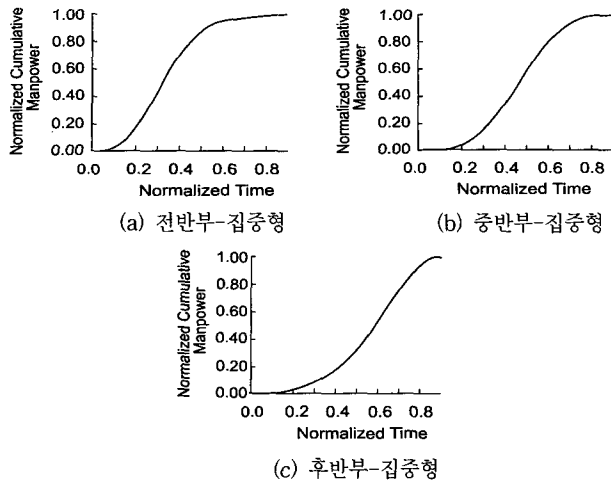 1.00
0.80
0.60
0.40
0.20
0.00
Normalized Cumulative
Manpower
0.0 0.2 0.4 0.6 0.8
Normalized Time
(a) 전반부-집중형
1.00
0.80
0.60
0.40
0.20
0.00
Normalized Cumulative
Manpower
0.0 0.2 0.4 0.6 0.8
Normalized Time
(b) 중반부-집중형
1.00
0.80
0.60
0.40
0.20
0.00
Normalized Cumulative
Manpower
0.0 0.2 0.4 0.6 0.8
Normalized Time
(c) 후반부-집중형